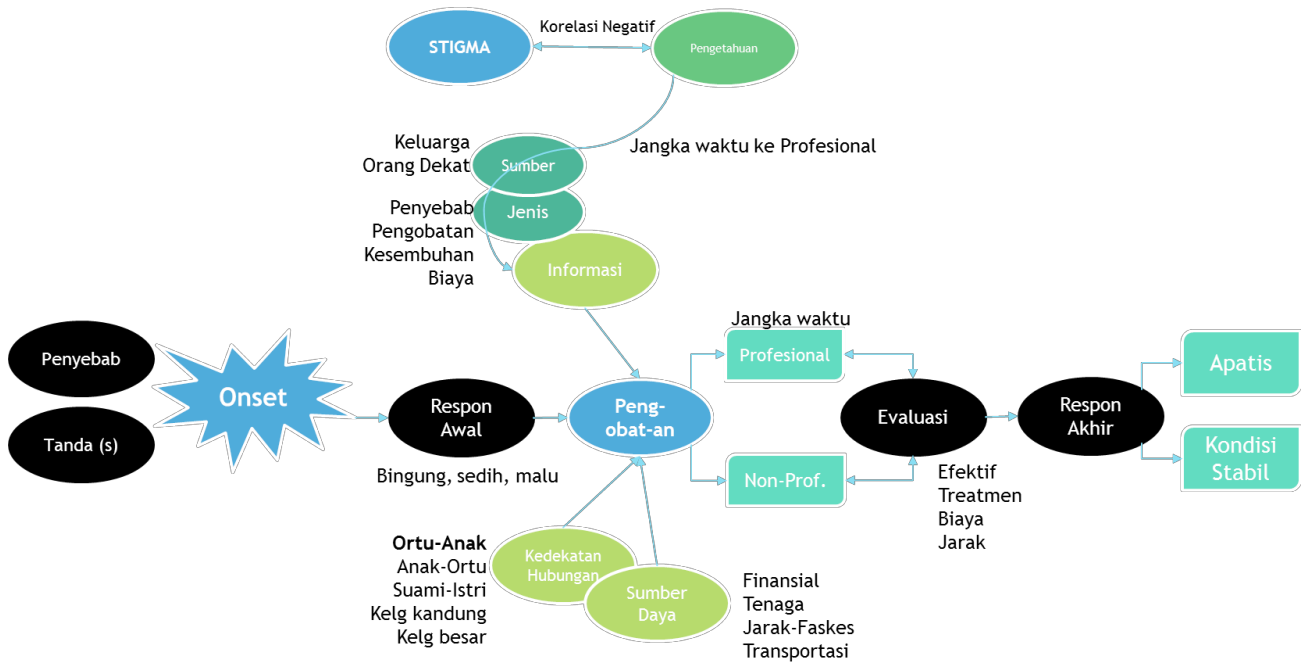 Korelasi Negatif
STIGMA
Pengetahuan
Keluarga
Orang Dekat
Sumber
Jangka waktu ke Profesional
Penyebab
Pengobatan
Kesembuhan
Biaya
Jenis
Informasi
Penyebab
Tanda (s)
Onset
Respon
Awal
Bingung, sedih, malu
Peng-
obat-an
Jangka waktu
Profesional
Non-Prof.
Evaluasi
Efektif
Treatmen
Biaya
Jarak
Respon
Akhir
Apatis
Kondisi
Stabil
Ortu-Anak
Anak-Ortu
Suami-Istri
Kelg kandung
Kelg besar
Kedekatan
Hubungan
Sumber
Daya
Finansial
Tenaga
Jarak-Faskes
Transportasi